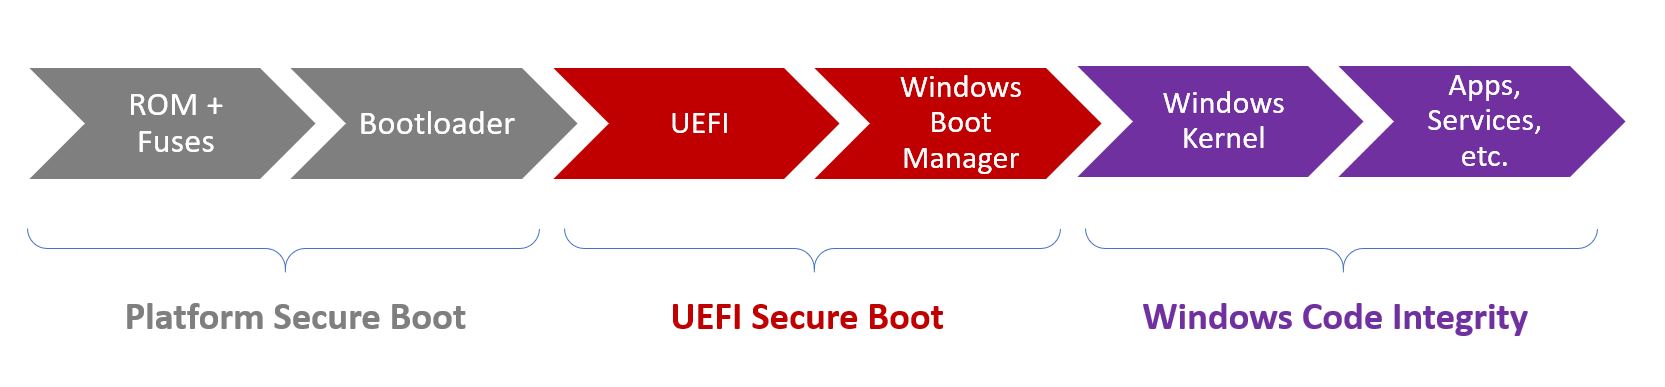 ROM +
Fuses
Bootloader
UEFI
Windows
Boot
Manager
Windows
Kernel
Apps,
Services,
etc.
Platform Secure Boot
UEFI Secure Boot
Windows Code Integrity